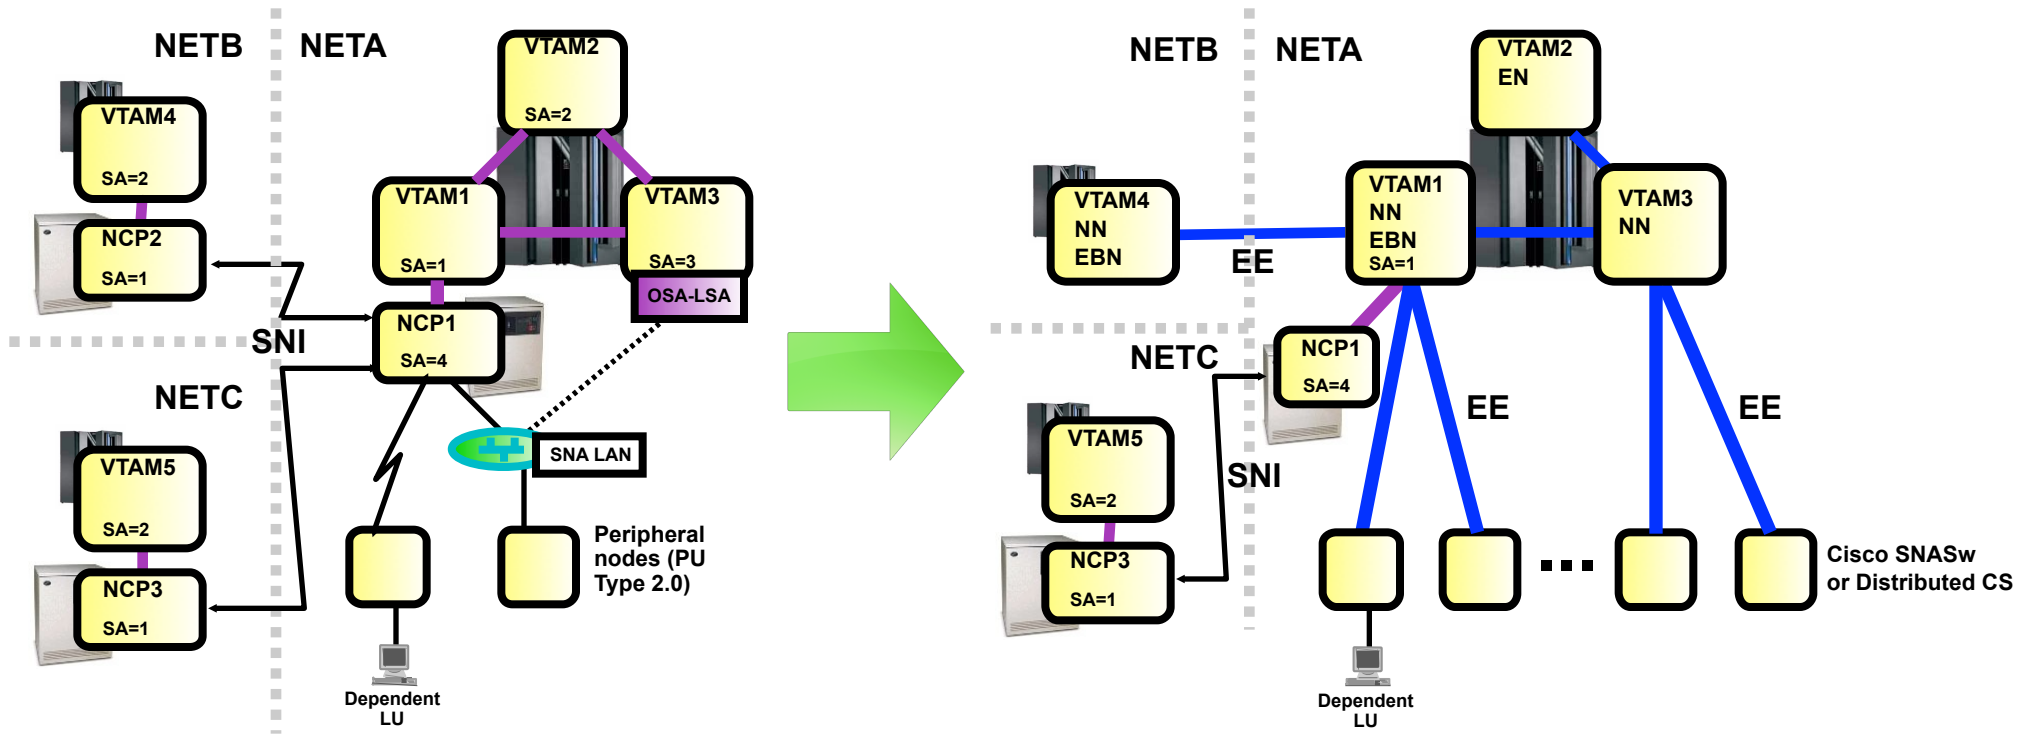 NETB
NETA
VTAM2
SA=2
VTAM4
SA=2
VTAM1
SA=1
VTAM3
SA=3
OSA-LSA
NCP2
SA=1
NCP1
SA=4
SNI
NETC
SNA LAN
VTAM5
SA=2
NCP3
SA=1
Peripheral
nodes (PU
Type 2.0)
Dependent
LU
NETB
NETA
VTAM2
EN
VTAM4
NN
EBN
EE
VTAM1
NN
EBN
SA=1
VTAM3
NN
NETC
NCP1
SA=4
EE
EE
VTAM5
SA=2
SNI
NCP3
SA=1
Cisco SNASw
or Distributed CS
Dependent
LU